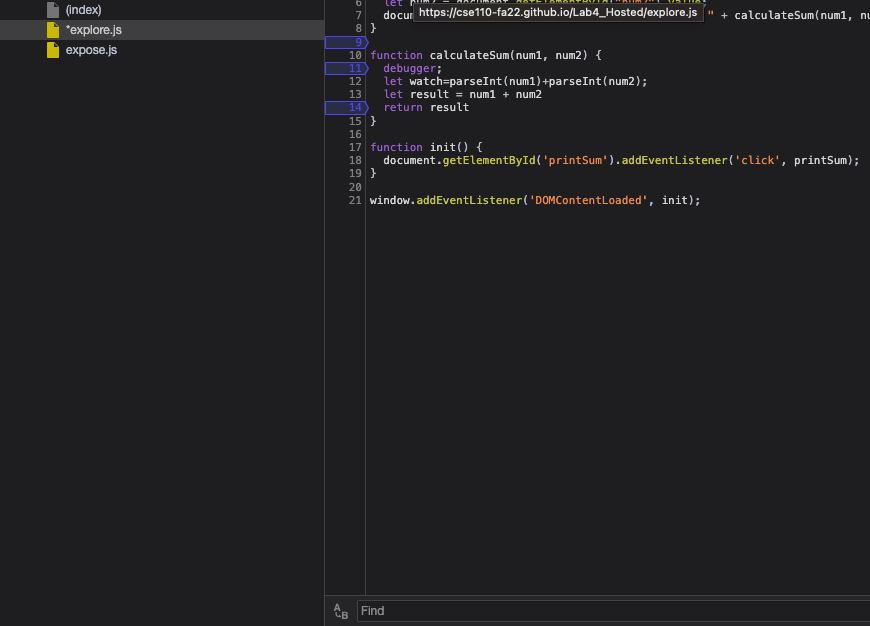 (index)
*explore.js
expose.js
6 let num2 = document.getElementById("num2").value;
7 docu " + calculateSum(num1, nu
https://cse110-fa22.github.io/Lab4_Hosted/explore.js
8 }
9
10 function calculateSum(num1, num2) {
11 debugger;
12 let watch=parseInt(num1)+parseInt(num2);
13 let result = num1 + num2
14 return result
15 }
16
17 function init() {
18 document.getElementById('printSum').addEventListener('click', printSum);
19 }
20
21 window.addEventListener('DOMContentLoaded', init);
A B
Find